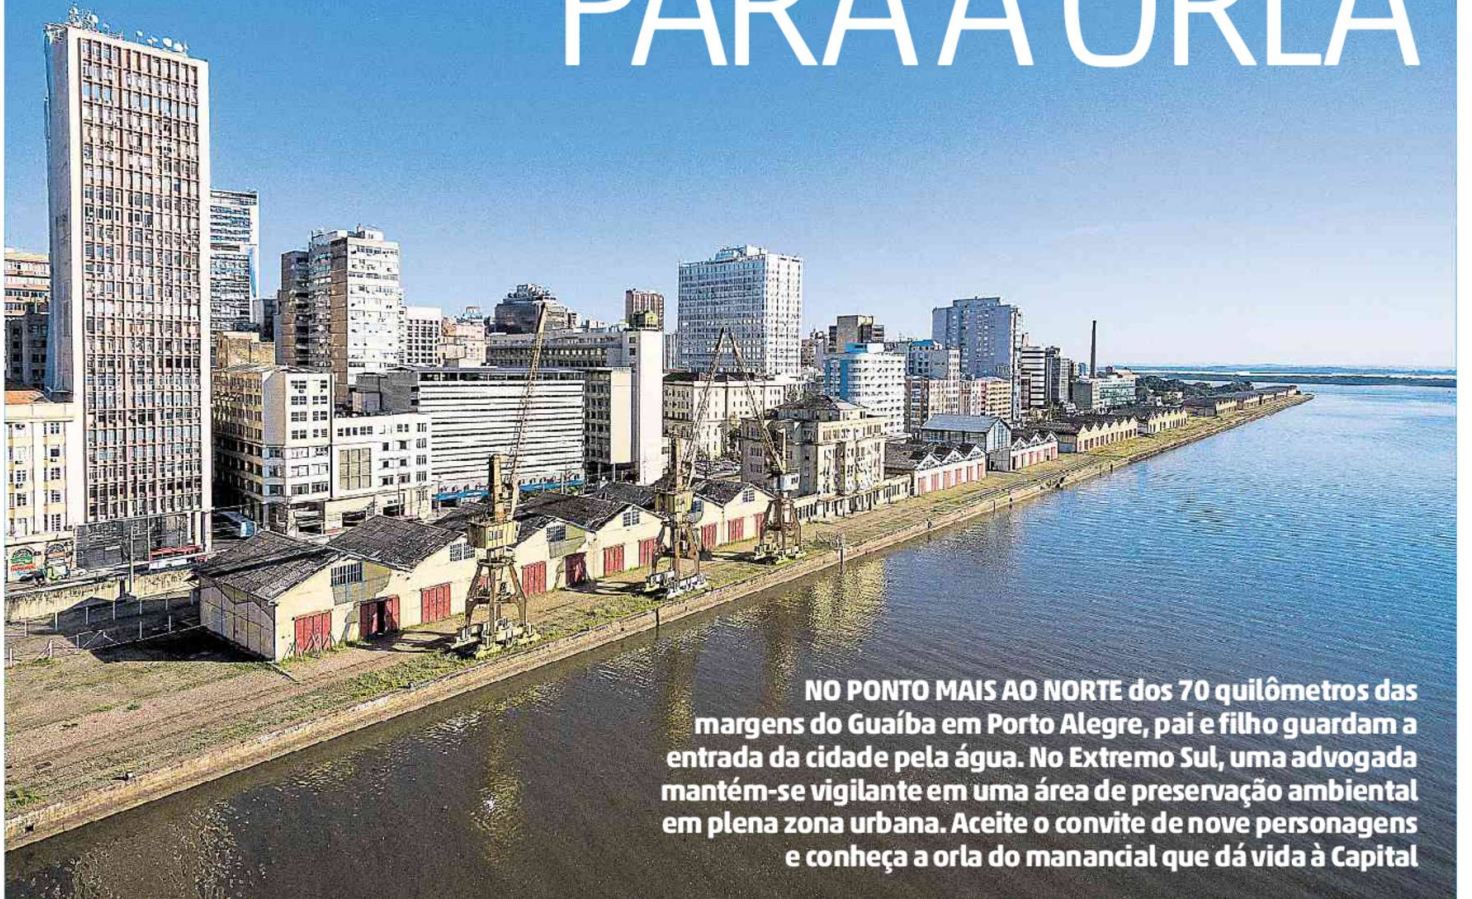 PARA A ORLA
NO PONTO MAIS AO NORTE dos 70 quilômetros das
margens do Guaíba em Porto Alegre, pai e filho guardam a
entrada da cidade pela água. No Extremo Sul, uma advogada
mantém-se vigilante em uma área de preservação ambiental
em plena zona urbana. Aceite o convite de nove personagens
e conheça a orla do manancial que dá vida à Capital